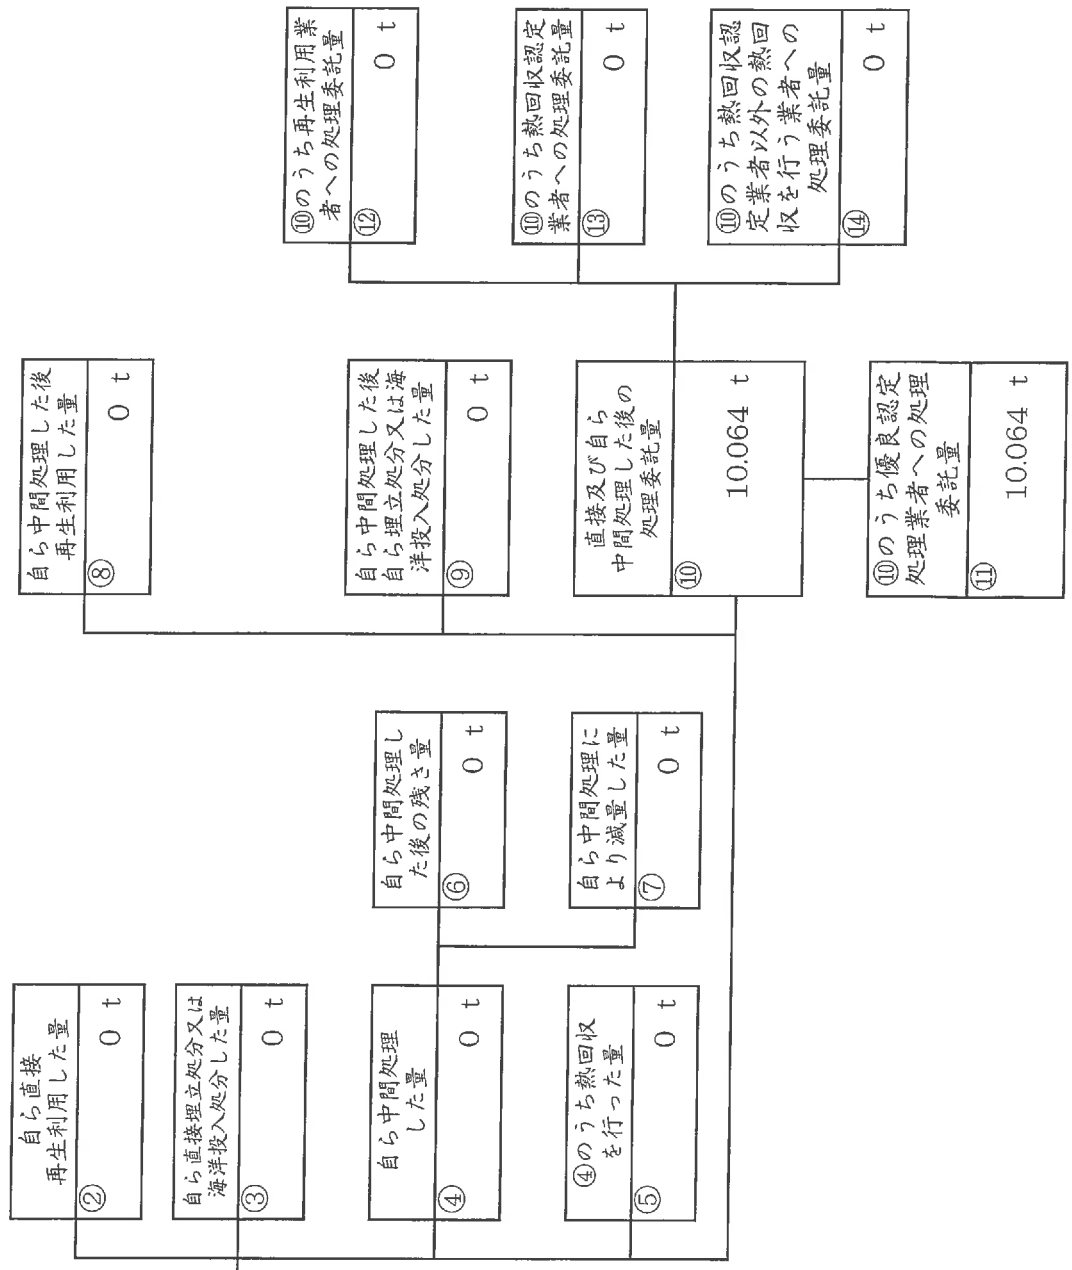 自ら直接
再生利用した量
②
0 t
自ら直接埋立処分又は
海洋投入処分した量
③
0 t
自ら中間処理
した量
④
0 t
④のうち熱回収
を行った量
⑤
0 t
自ら中間処理し
た後の残さ量
⑥
0 t
自ら中間処理に
より減量した量
⑦
0 t
自ら中間処理した後
再生利用した量
⑧
0 t
自ら中間処理した後
自ら埋立処分又は海
洋投入処分した量
⑨
0 t
直接及び自ら
中間処理した後の
処理委託量
⑩
10.064 t
⑩のうち優良認定
処理業者への処理
委託量
⑪
10.064 t
⑩のうち再生利用業
者への処理委託量
⑫
0 t
⑩のうち熱回収認定
業者への処理委託量
⑬
0 t
⑩のうち熱回収認
定業者以外の熱回
収を行う業者への
処理委託量
⑭
0 t